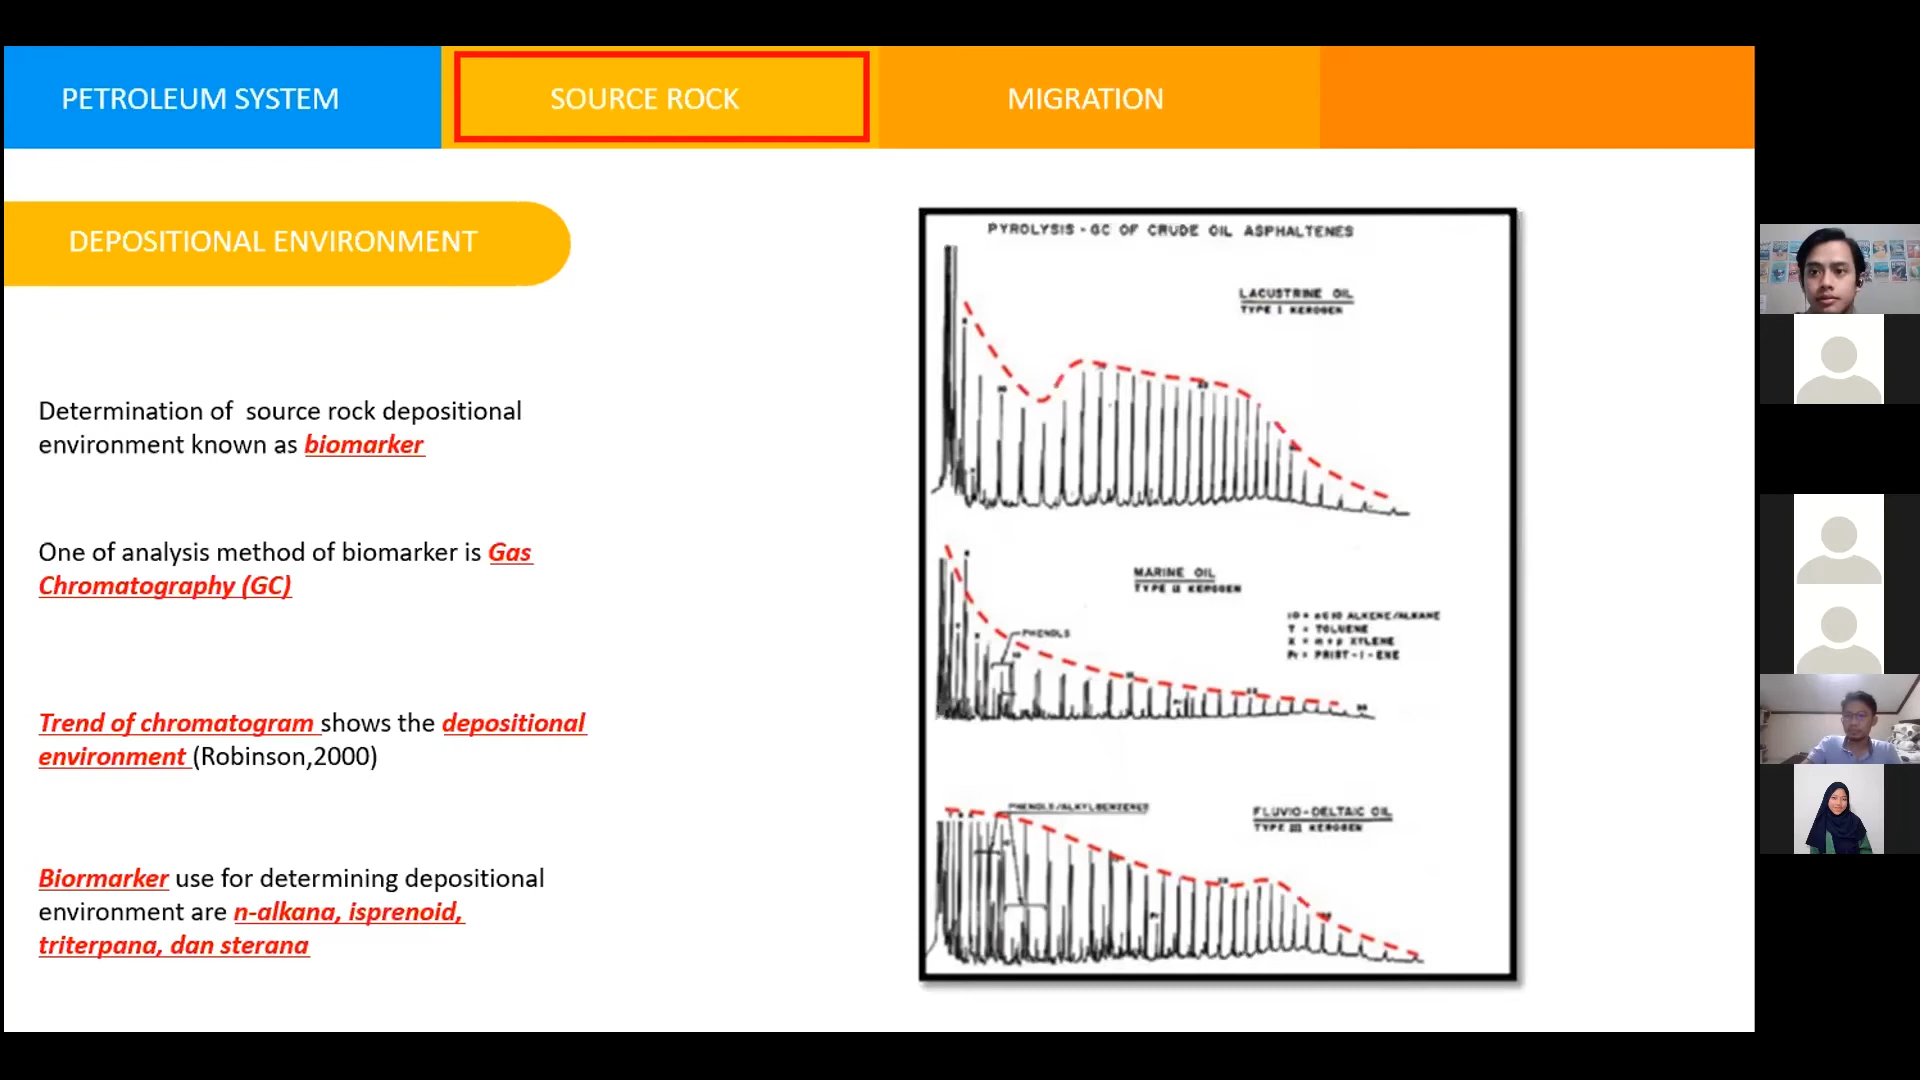 PETROLEUM SYSTEM
SOURCE ROCK
MIGRATION
DEPOSITIONAL ENVIRONMENT
Determination of source rock depositional
environment known as biomarker
One of analysis method of biomarker is Gas
Chromatography (GC)
Trend of chromatogram shows the depositional
environment (Robinson,2000)
Biormarker use for determining depositional
environment are n-alkana, isprenoid,
triterpana, dan sterana
PYROLYSIS - GC OF CRUDE OIL ASPHALTENES
LACUSTRINE OIL
TYPE I KEROGEN
MARINE OIL
TYPE II KEROGEN
PHENOLS
10 = nC10 ALKENE/ALKANE
T = TOLUENE
X = m+p XYLENE
Pr = PRIST-1-ENE
PHENOLS/ALKYLBENZENES
FLUVIO-DELTAIC OIL
TYPE III KEROGEN